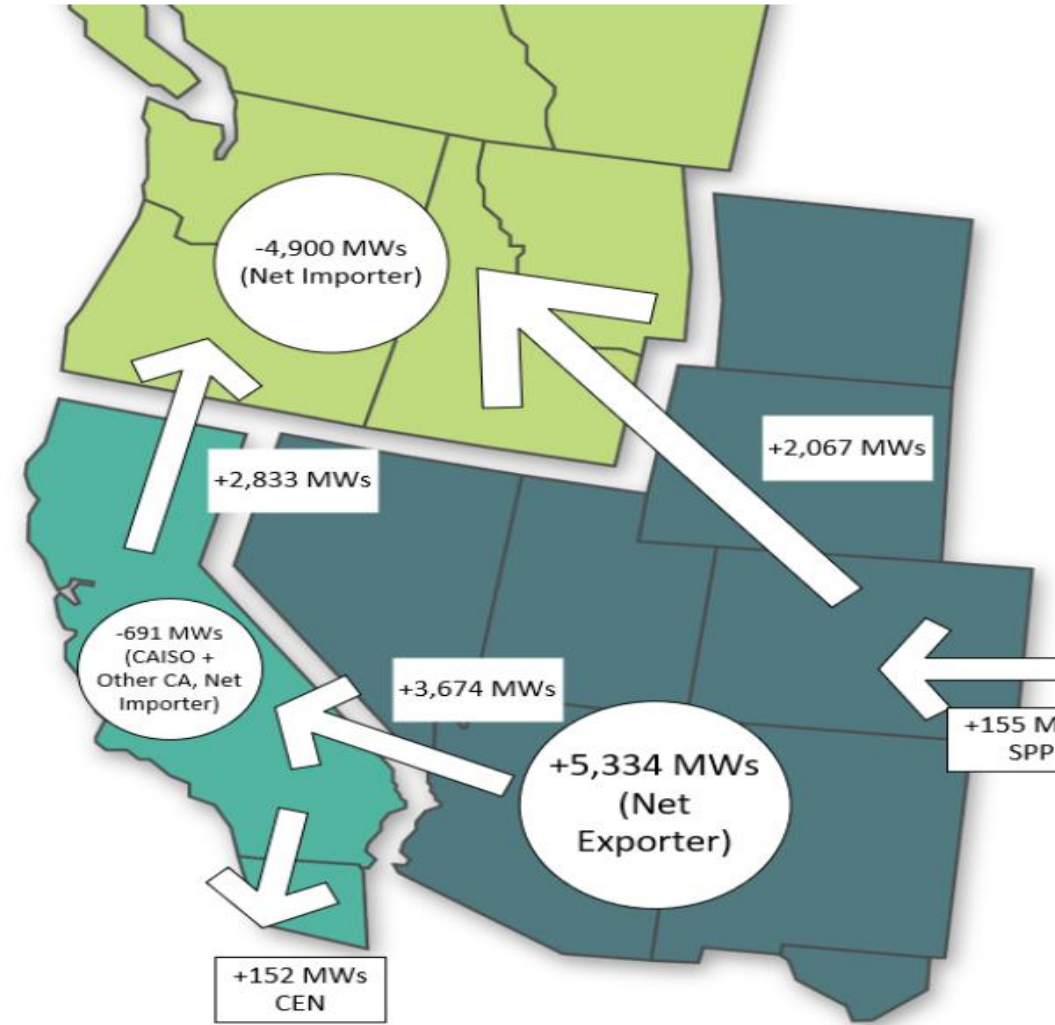 -4,900 MWs
(Net Importer)
+2,067 MWs
+2,833 MWs
-691 MWs
(CAISO +
Other CA, Net
Importer)
+3,674 MWs
+155 M
SPP
+5,334 MWs
(Net
Exporter)
+152 MWs
CEN